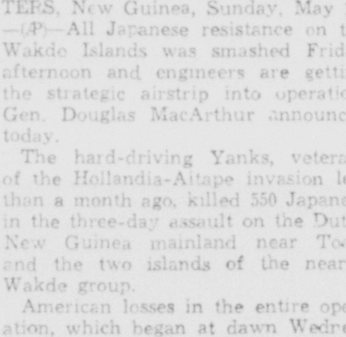 TERS, New Guinea, Sunday, May
—(AP)—All Japanese resistance on t
Wakde Islands was smashed Frid
afternoon and engineers are getti
the strategic airstrip into operatio
Gen. Douglas MacArthur announc
today.
The hard-driving Yanks, vetera
of the Hollandia-Aitape invasion le
than a month ago, killed 550 Japane
in the three-day assault on the Dut
New Guinea mainland near To
and the two islands of the near
Wakde group.
American losses in the entire ope
ation, which began at dawn Wedne